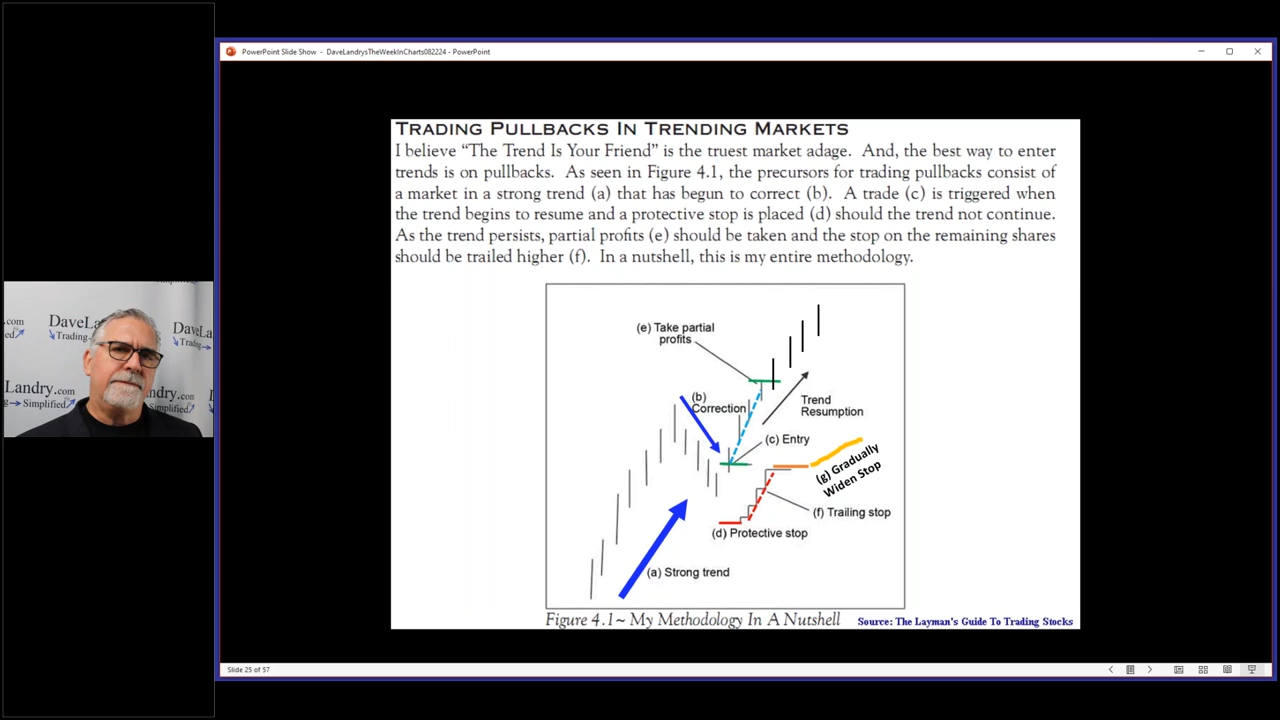 PowerPoint Slide Show - DaveLandrysTheWeekInCharts082224 - PowerPoint
TRADING PULLBACKS IN TRENDING MARKETS
I believe “The Trend Is Your Friend” is the truest market adage. And, the best way to enter
trends is on pullbacks. As seen in Figure 4.1, the precursors for trading pullbacks consist of
a market in a strong trend (a) that has begun to correct (b). A trade (c) is triggered when
the trend begins to resume and a protective stop is placed (d) should the trend not continue.
As the trend persists, partial profits (e) should be taken and the stop on the remaining shares
should be trailed higher (f). In a nutshell, this is my entire methodology.
(e) Take partial
profits
(b)
Correction
Trend
Resumption
(c) Entry
(g) Gradually
Widen Stop
(f) Trailing stop
(d) Protective stop
(a) Strong trend
Figure 4.1~ My Methodology In A Nutshell
Source: The Layman's Guide To Trading Stocks
.com
DaveLan
DaveLa
Trading
Landry.com
Simplified
Slide 25 of 57